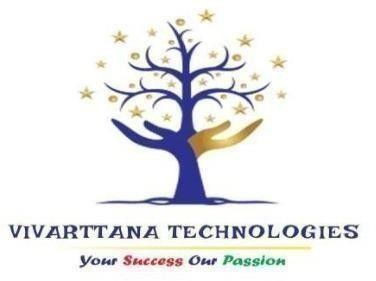 VIVARTTANA TECHNOLOGIES
Your Success Our Passion